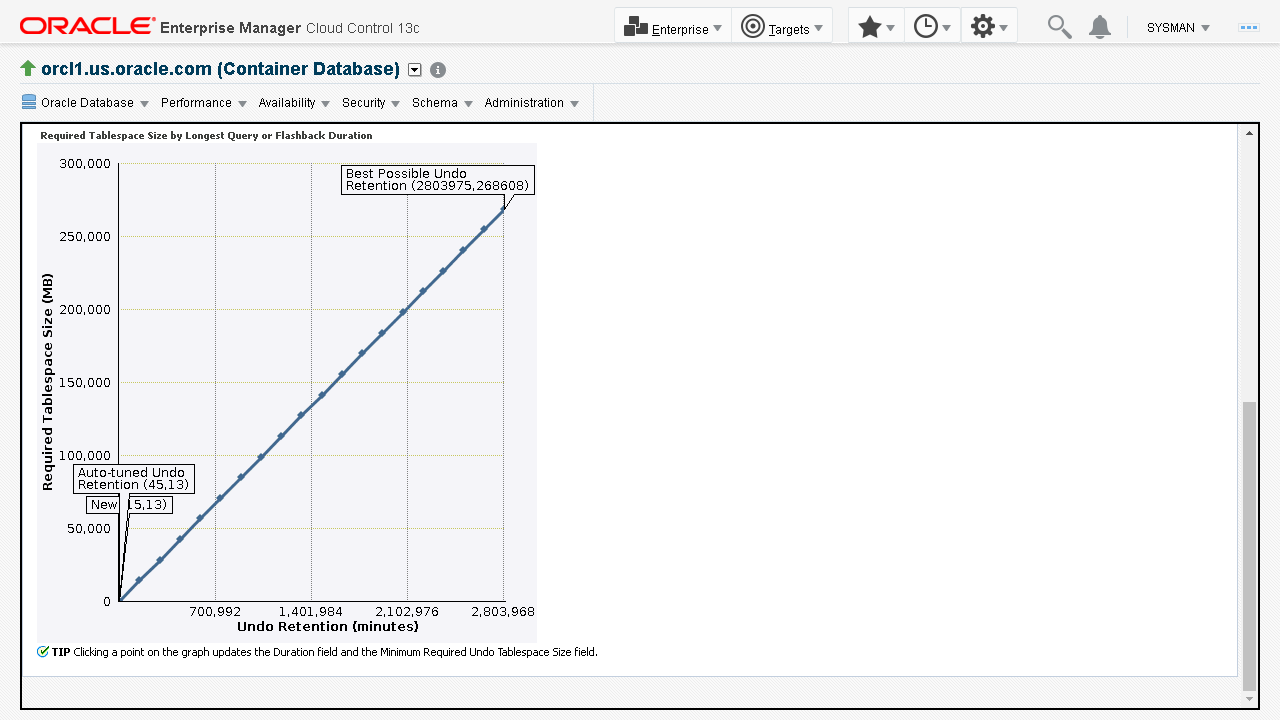 ORACLE Enterprise Manager Cloud Control 13c
Enterprise
Targets
SYSMAN
orcl1.us.oracle.com (Container Database)
Oracle Database
Performance
Availability
Security
Schema
Administration
Required Tablespace Size by Longest Query or Flashback Duration
300,000
250,000
200,000
150,000
100,000
50,000
0
Required Tablespace Size (MB)
Best Possible Undo
Retention (2803975,268608)
Auto-tuned Undo
Retention (45,13)
New 15,13)
700,992
1,401,984
2,102,976
2,803,968
Undo Retention (minutes)
TIP Clicking a point on the graph updates the Duration field and the Minimum Required Undo Tablespace Size field.